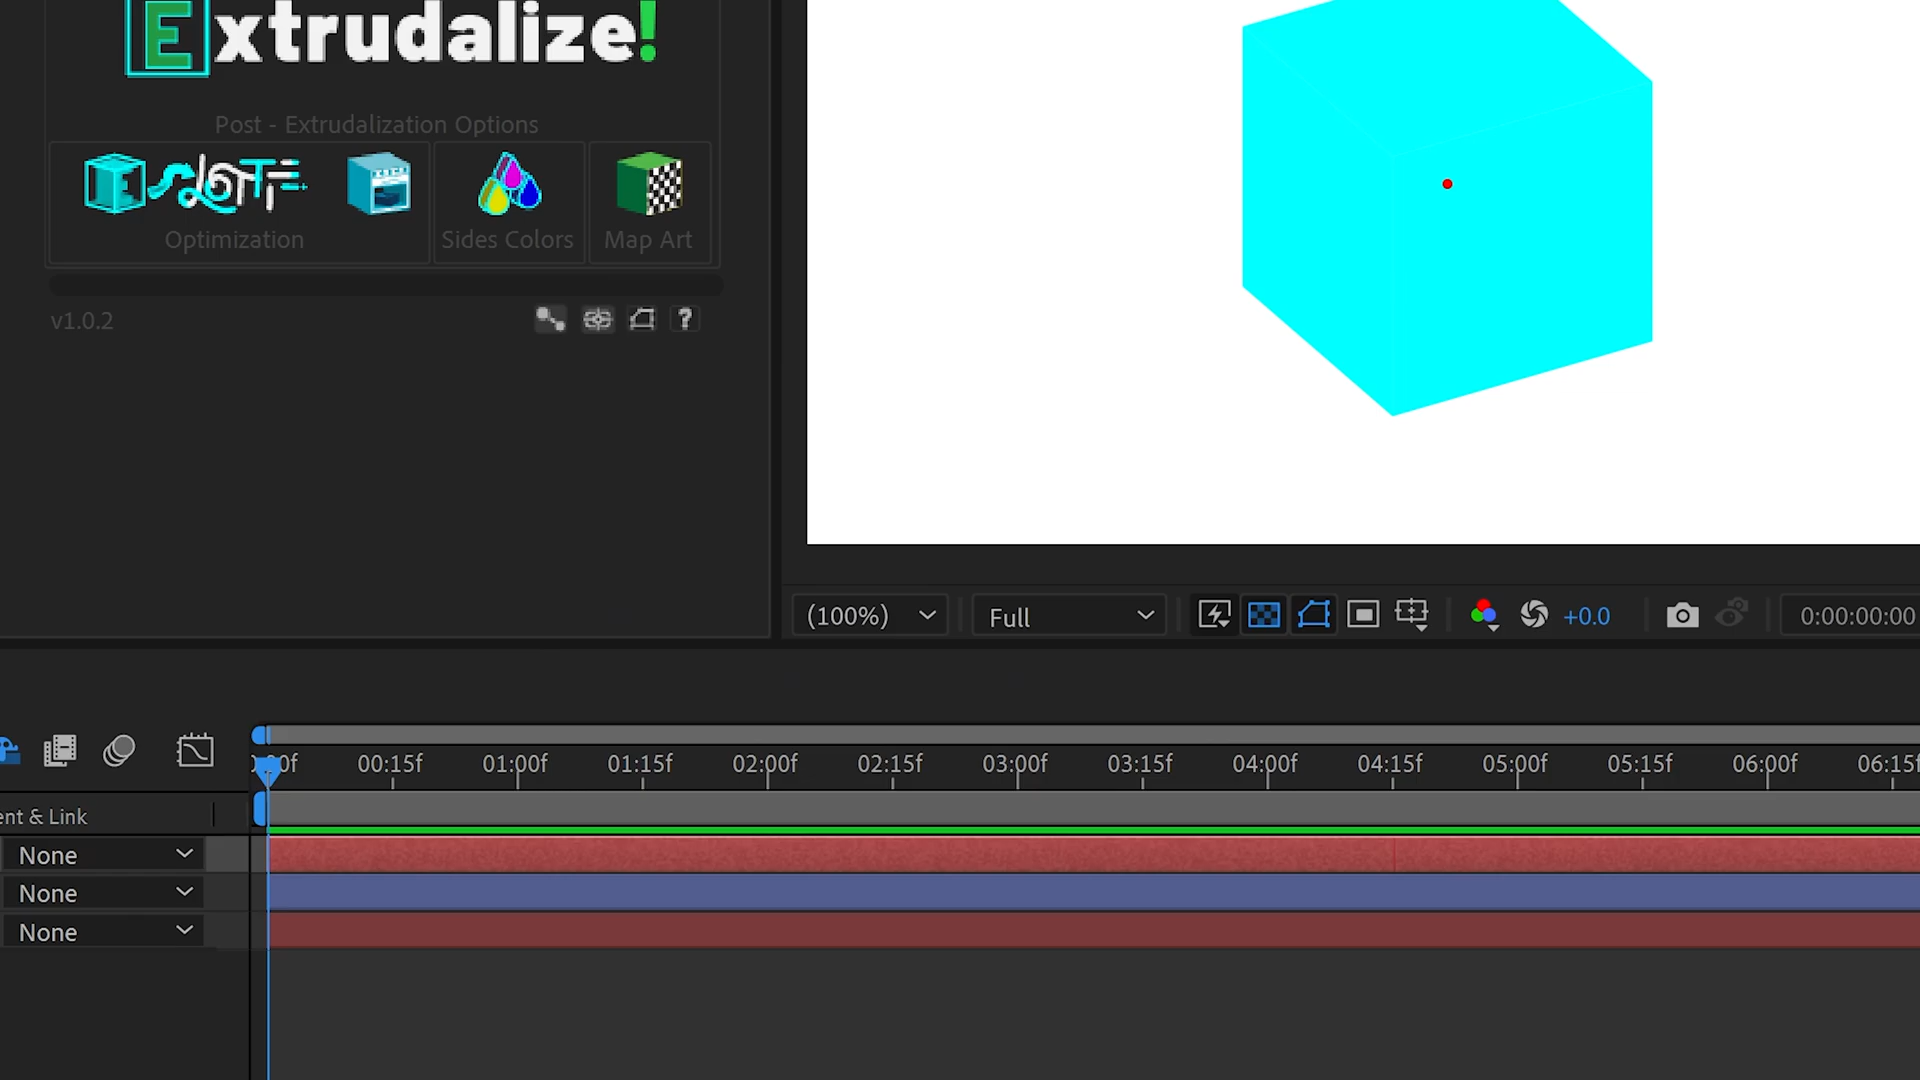 Extrudalize!
Post - Extrudalization Options
Optimization
Sides Colors
Map Art
v1.0.2
?
(100%)
Full
+0.0
0:00:00:00
00:15f
01:00f
01:15f
02:00f
02:15f
03:00f
03:15f
04:00f
04:15f
05:00f
05:15f
06:00f
06:15f
& Link
None
None
None